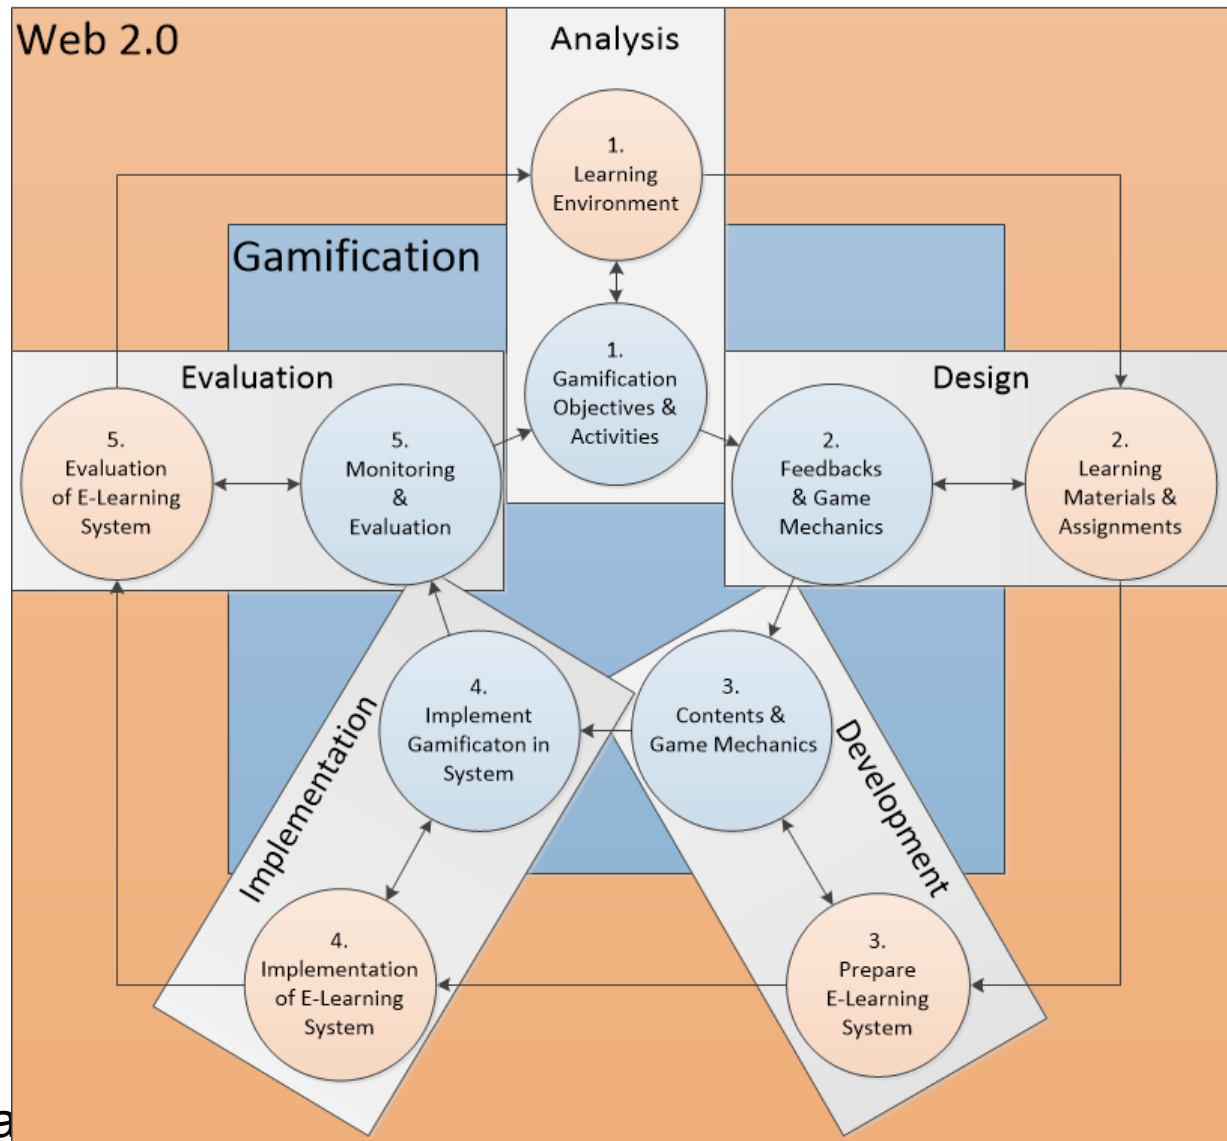 Web 2.0
Analysis
1.
Learning
Environment
Gamification
1.
Gamification
Objectives &
Activities
Evaluation
5.
Evaluation
of E-Learning
System
5.
Monitoring
&
Evaluation
Design
2.
Feedbacks
& Game
Mechanics
2.
Learning
Materials &
Assignments
Implementation
4.
Implement
Gamificaton in
System
3.
Contents &
Game Mechanics
Development
4.
Implementation
of E-Learning
System
3.
Prepare
E-Learning
System